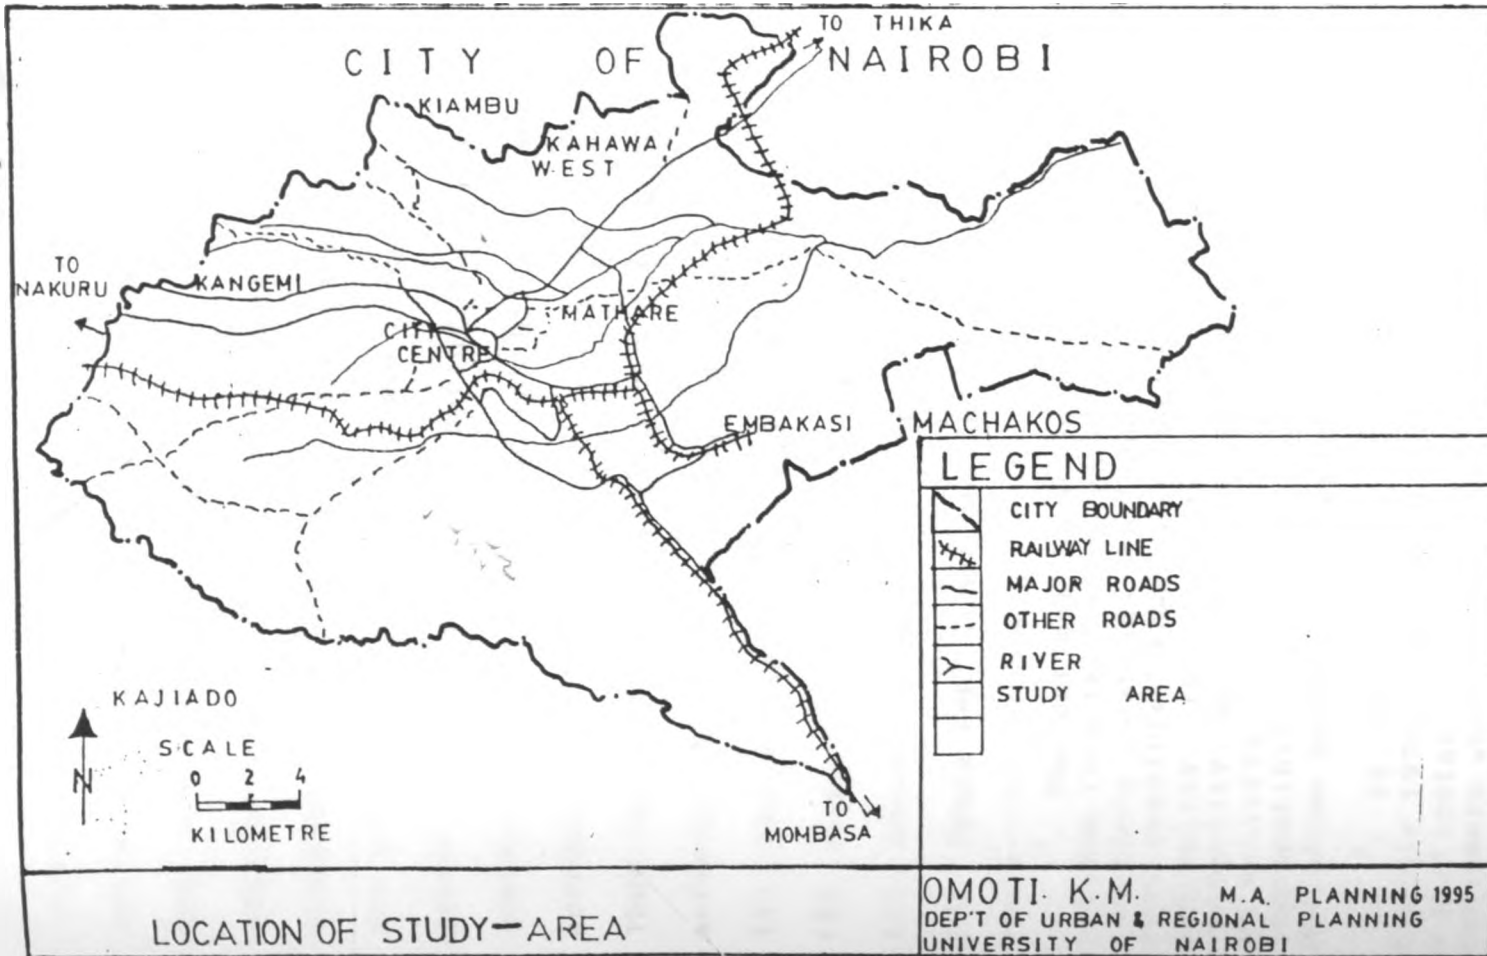 TO THIKA
CITY OF NAIROBI
KIAMBU
KAHAWA
WEST
TO
NAKURU
KANGEMI
MATHARE
CITY
CENTRE
EMBAKASI
MACHAKOS
LEGEND
CITY BOUNDARY
RAILWAY LINE
MAJOR ROADS
OTHER ROADS
RIVER
STUDY AREA
KAJIADO
SCALE
0 2 4
KILOMETRE
N
TO
MOMBASA
LOCATION OF STUDY-AREA
OMOTI. K.M. M.A. PLANNING 1995
DEP'T OF URBAN & REGIONAL PLANNING
UNIVERSITY OF NAIROBI